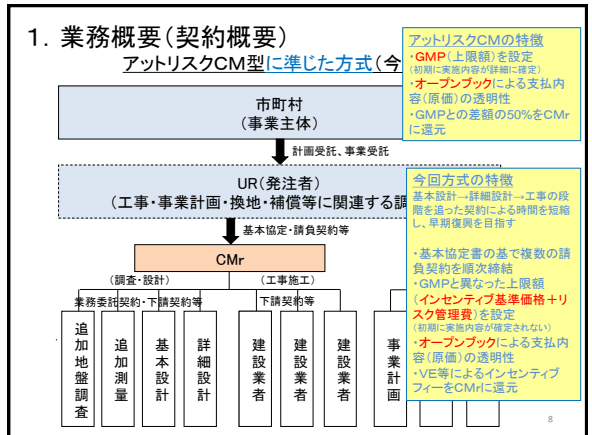 1．業務概要（契約概要）
アットリスクCM型に準じた方式（今
アットリスクCMの特徴
・GMP（上限額）を設定
（初期に実施内容が詳細に確定）
・オープンブックによる支払内
容（原価）の透明性
・GMPとの差額の50%をCMr
に還元
市町村
（事業主体）
計画受託、事業受託
UR（発注者）
（工事・事業計画・換地・補償等に関連する調
基本協定・請負契約等
今回方式の特徴
基本設計→詳細設計→工事の段
階を追った契約による時間を短縮
し、早期復興を目指す
・基本協定書の基で複数の請
負契約を順次締結
・GMPと異なった上限額
（インセンティブ基準価格＋リ
スク管理費）を設定
（初期に実施内容が確定されない）
・オープンブックによる支払内
容（原価）の透明性
・VE等によるインセンティブ
フィーをCMrに還元
CMr
（調査・設計）
（工事施工）
業務委託契約・下請契約等
下請契約等
追加地盤調査
追加測量
基本設計
詳細設計
建設業者
建設業者
建設業者
事業計画
8